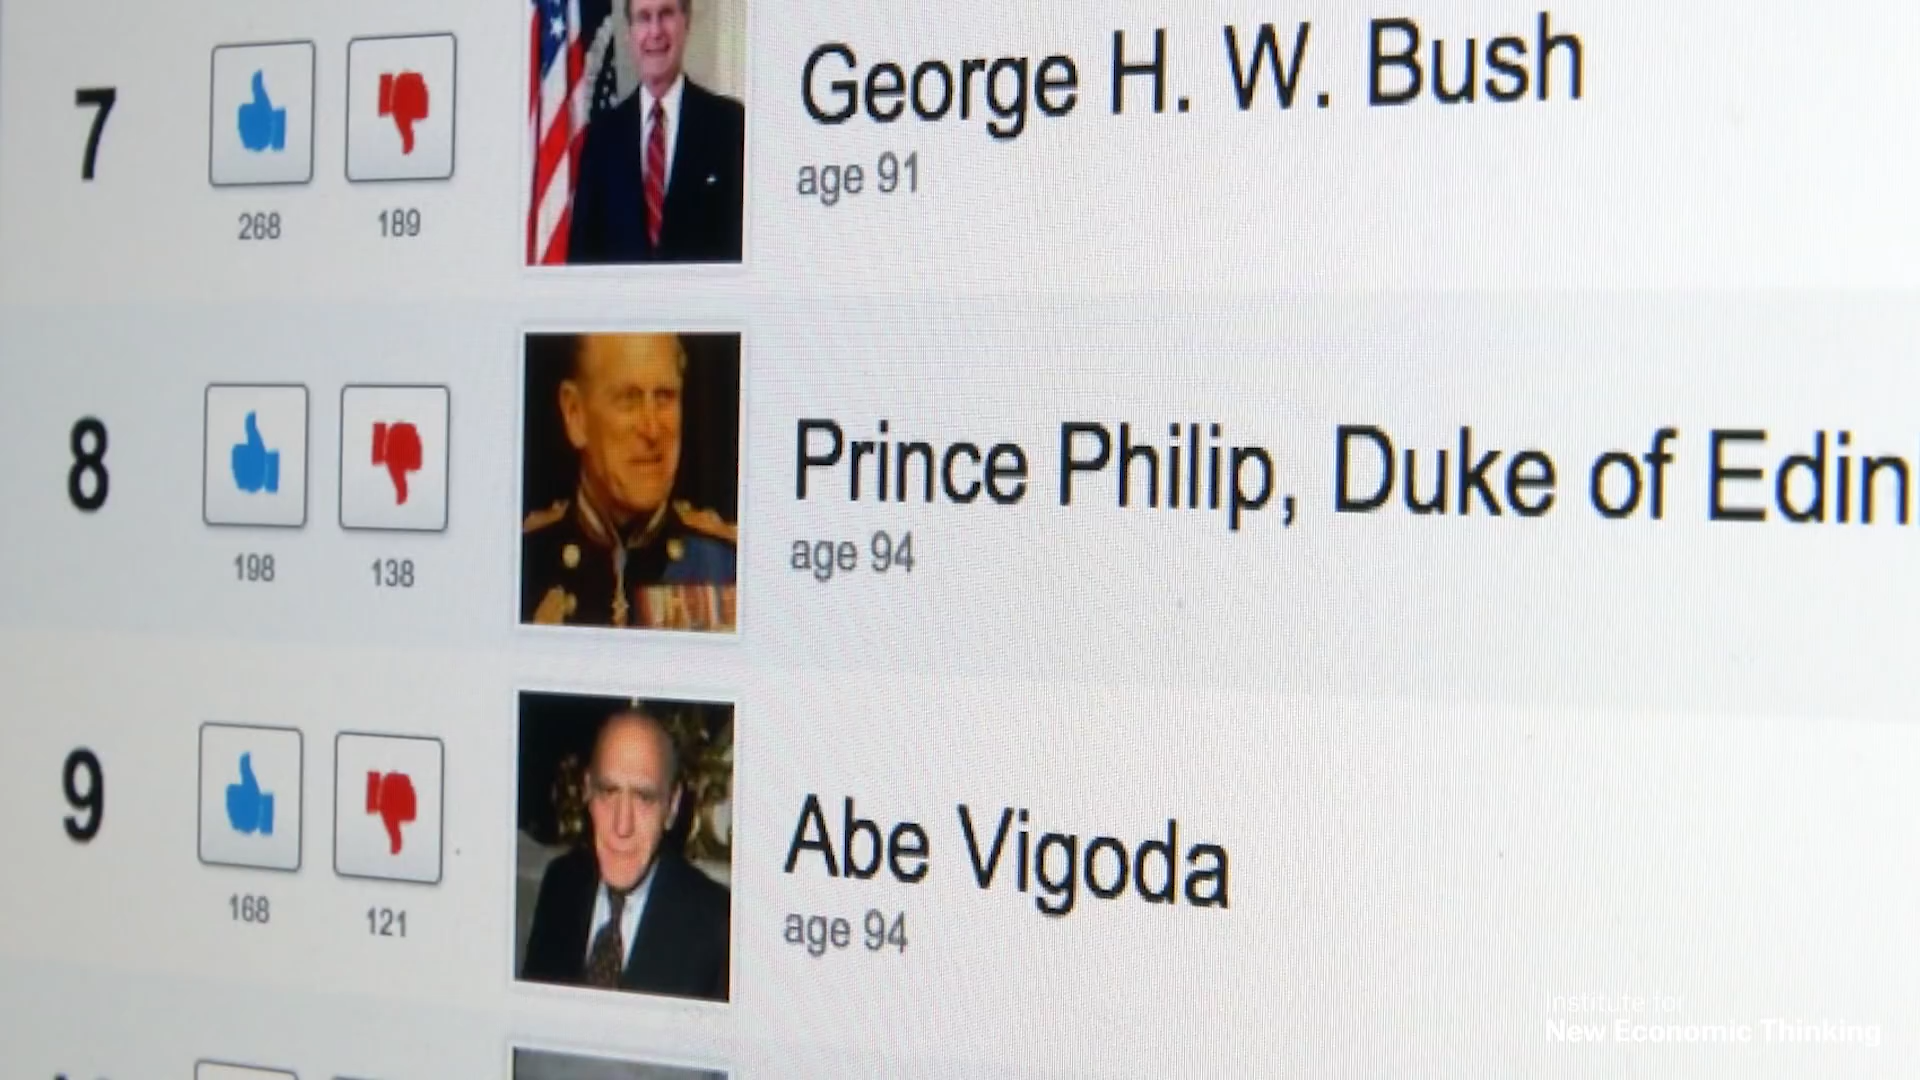 7
268
189
George H. W. Bush
age 91
8
198
138
Prince Philip, Duke of Edin
age 94
9
168
121
Abe Vigoda
age 94
Institute for
New Economic Thinking